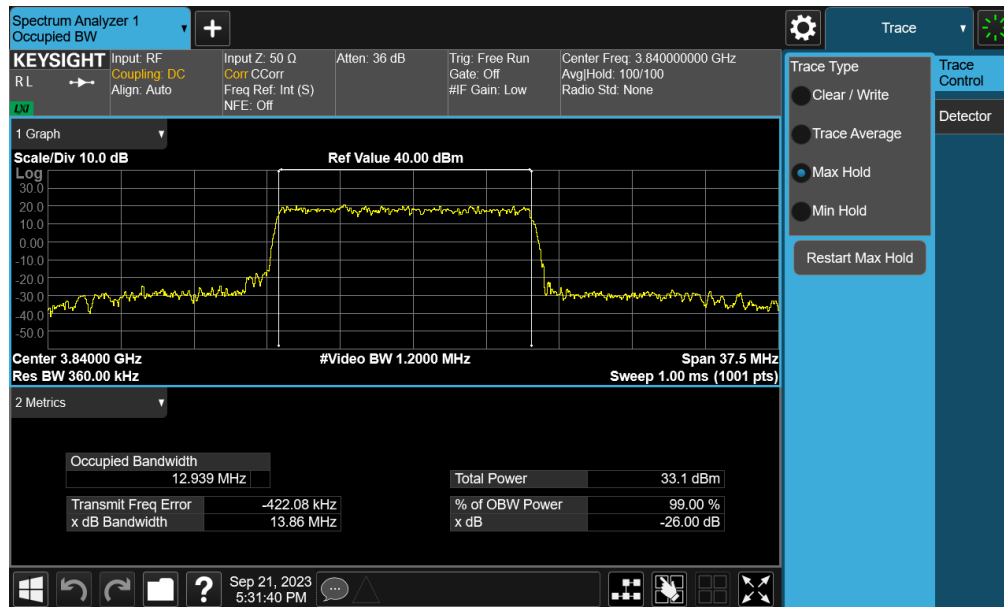 Spectrum Analyzer 1
Occupied BW
+
Trace
KEYSIGHT
R L
LXI
Input: RF
Coupling: DC
Align: Auto
Input Z: 50 Ω
Corr CCorr
Freq Ref: Int (S)
NFE: Off
Atten: 36 dB
Trig: Free Run
Gate: Off
#IF Gain: Low
Center Freq: 3.840000000 GHz
Avg|Hold: 100/100
Radio Std: None
Trace Type
Clear / Write
Trace Average
Max Hold
Min Hold
Restart Max Hold
Trace
Control
Detector
1 Graph
Scale/Div 10.0 dB
Ref Value 40.00 dBm
Log
30.0
20.0
10.0
0.00
-10.0
-20.0
-30.0
-40.0
-50.0
Center 3.84000 GHz
#Video BW 1.2000 MHz
Span 37.5 MHz
Res BW 360.00 kHz
Sweep 1.00 ms (1001 pts)
2 Metrics
Occupied Bandwidth
12.939 MHz
Total Power 33.1 dBm
Transmit Freq Error -422.08 kHz
% of OBW Power 99.00 %
x dB Bandwidth 13.86 MHz
x dB -26.00 dB
?
Sep 21, 2023
5:31:40 PM